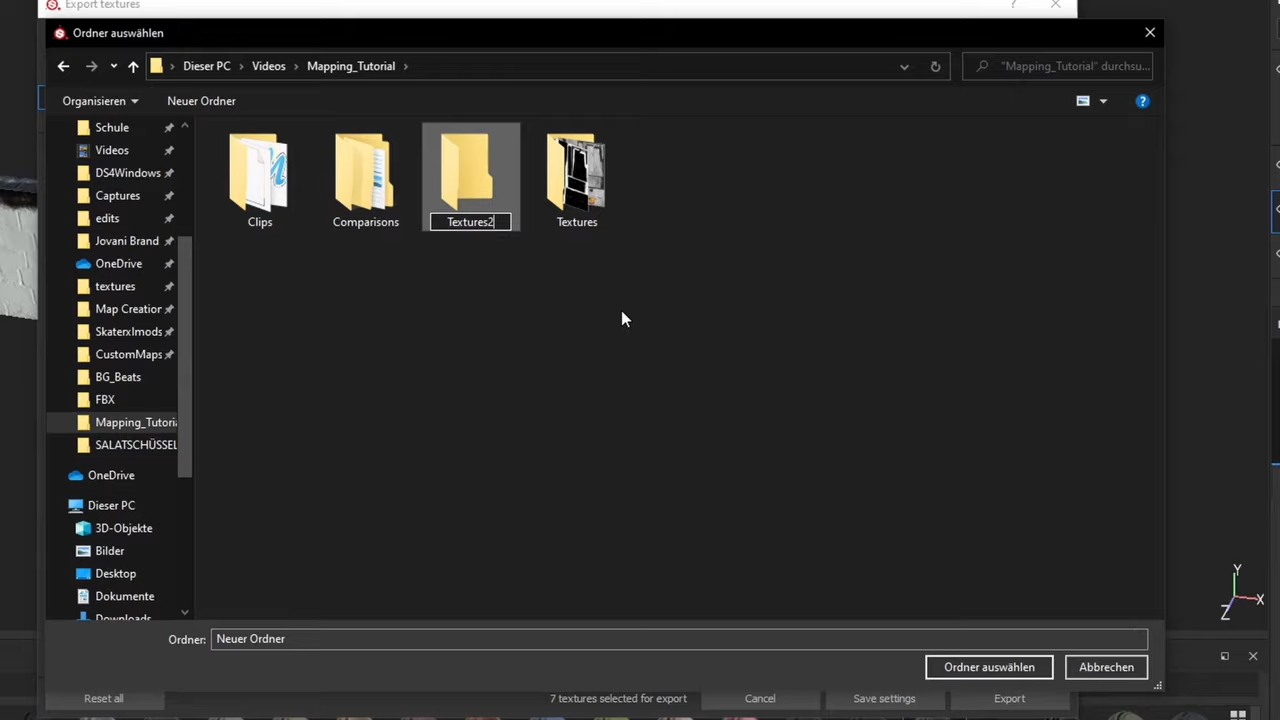 Export textures
?
Ordner auswählen
Dieser PC > Videos > Mapping_Tutorial >
"Mapping_Tutorial" durchsu...
Organisieren
Neuer Ordner
?
Schule
Videos
DS4Windows
Captures
edits
Jovani Brand
OneDrive
textures
Map Creation
SkaterxImods
CustomMaps
BG_Beats
FBX
Mapping_Tutoria
SALATSCHÜSSEL
OneDrive
Dieser PC
3D-Objekte
Bilder
Desktop
Dokumente
Downloads
Clips
Comparisons
Textures2
Textures
Y
X
Z
Ordner:
Neuer Ordner
Ordner auswählen
Abbrechen
Reset all
7 textures selected for export
Cancel
Save settings
Export